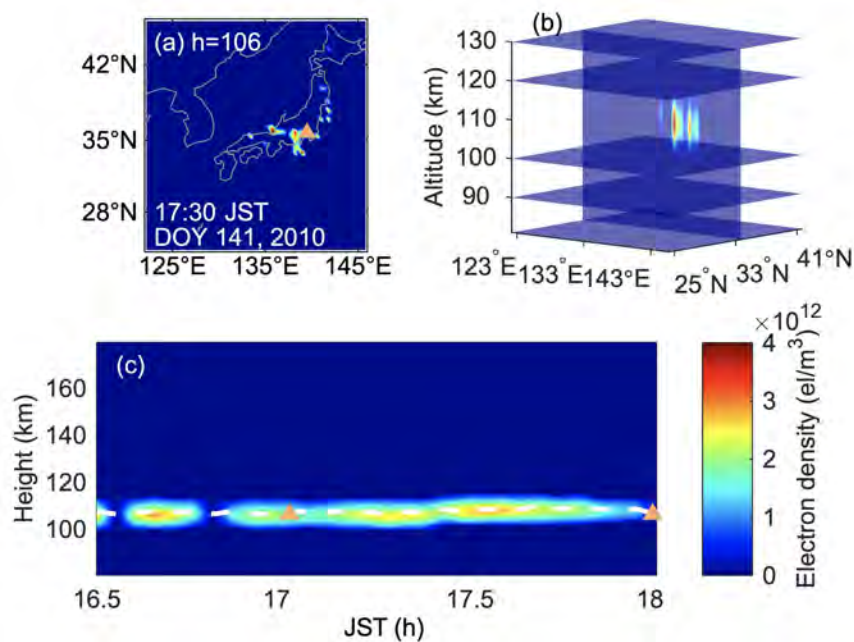 (a) h=106
42°N
35°N
28°N
17:30 JST
DOY 141, 2010
125°E
135°E
145°E
(b)
130
120
110
100
90
Altitude (km)
123°E
133°E
143°E
25°N
33°N
41°N
(c)
160
140
120
100
Height (km)
16.5
17
17.5
18
JST (h)
×10¹²
4
3
2
1
0
Electron density (el/m³)